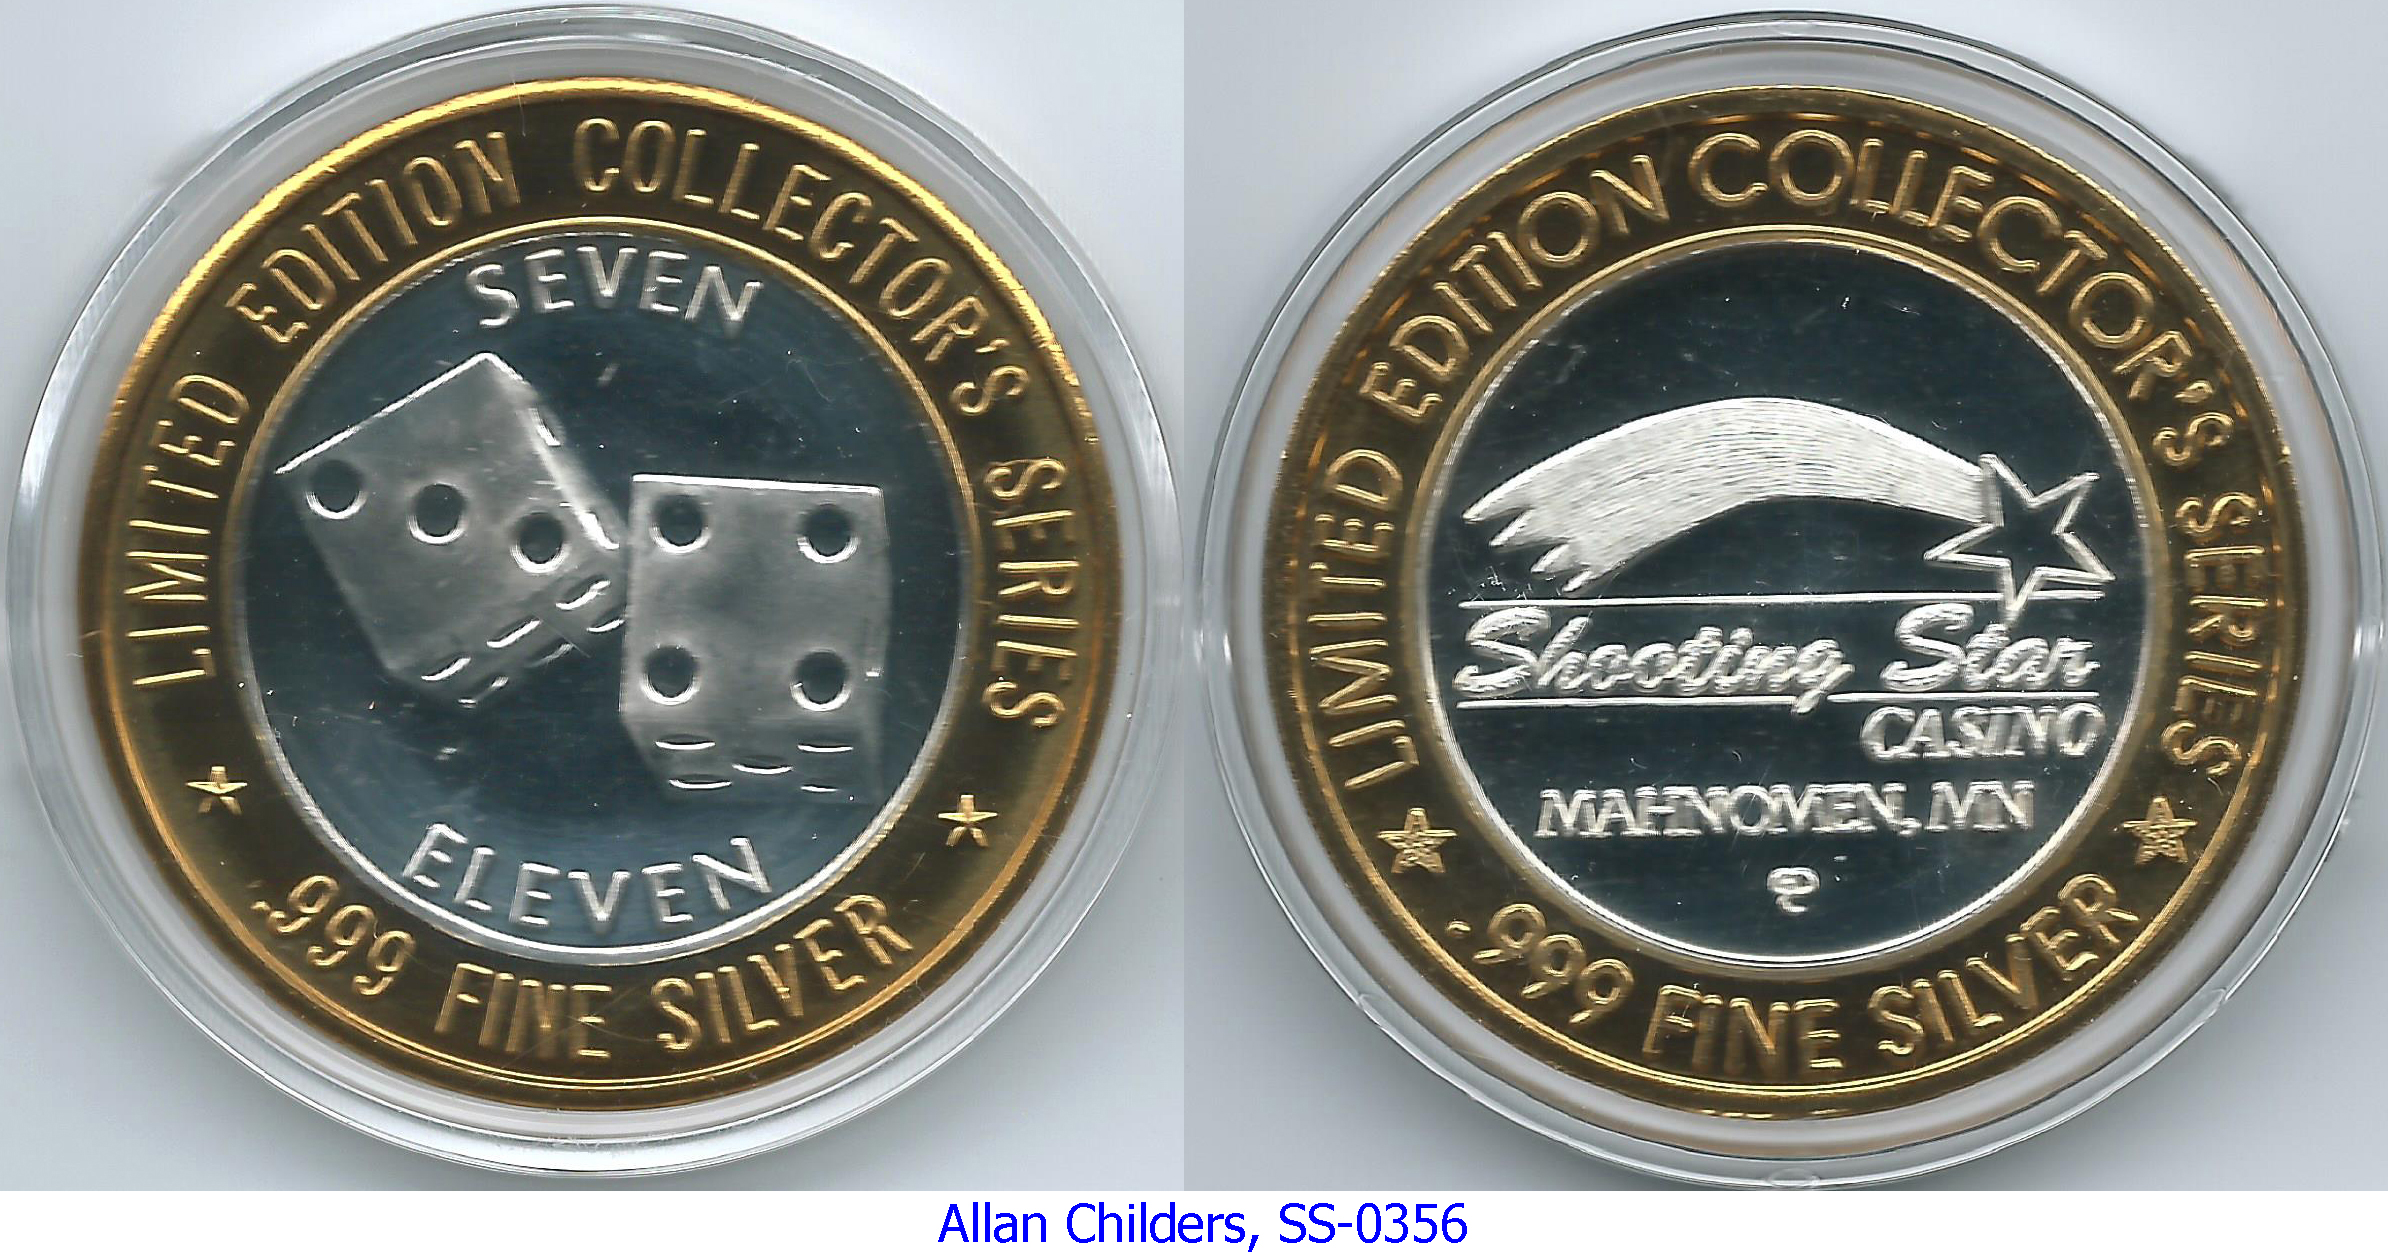 LIMITED EDITION COLLECTOR'S SERIES
SEVEN
ELEVEN
.999 FINE SILVER
LIMITED EDITION COLLECTOR'S SERIES
Shooting Star
CASINO
MAHNOMEN, MN
.999 FINE SILVER
Allan Childers, SS-0356